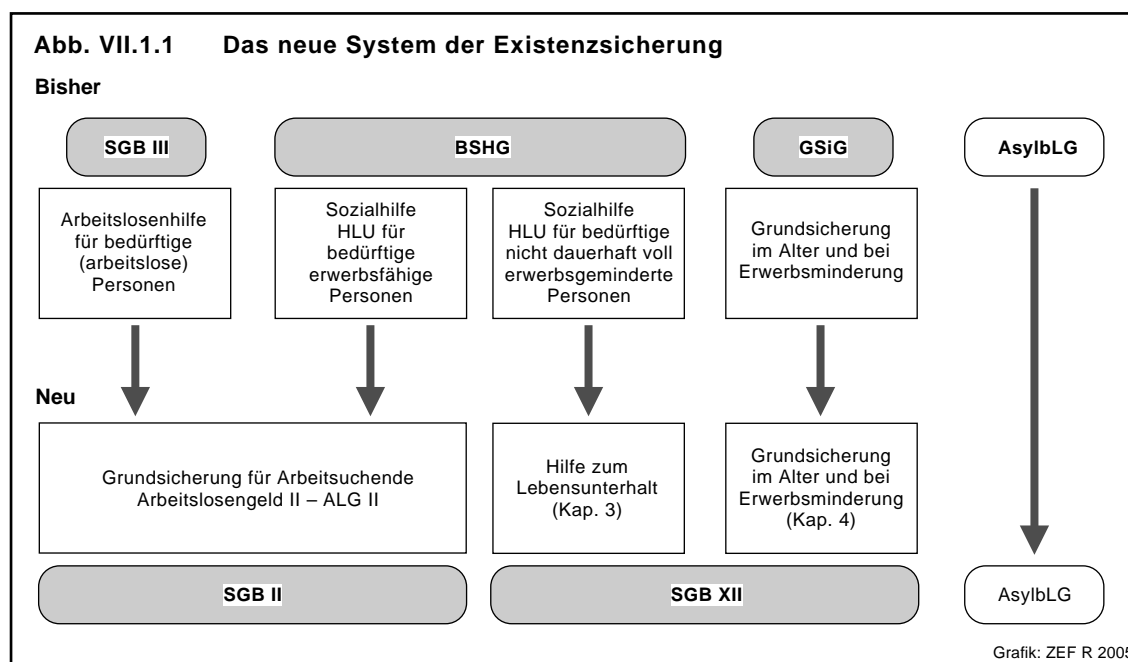 Abb. VII.1.1 Das neue System der Existenzsicherung
Bisher
SGB III
BSHG
GSiG
AsylbLG
Arbeitslosenhilfe
für bedürftige
(arbeitslose)
Personen
Sozialhilfe
HLU für
bedürftige
erwerbsfähige
Personen
Sozialhilfe
HLU für bedürftige
nicht dauerhaft voll
erwerbsgeminderte
Personen
Grundsicherung
im Alter und bei
Erwerbsminderung
Neu
Grundsicherung für Arbeitsuchende
Arbeitslosengeld II – ALG II
Hilfe zum
Lebensunterhalt
(Kap. 3)
Grundsicherung
im Alter und bei
Erwerbsminderung
(Kap. 4)
SGB II
SGB XII
AsylbLG
Grafik: ZEF R 2005